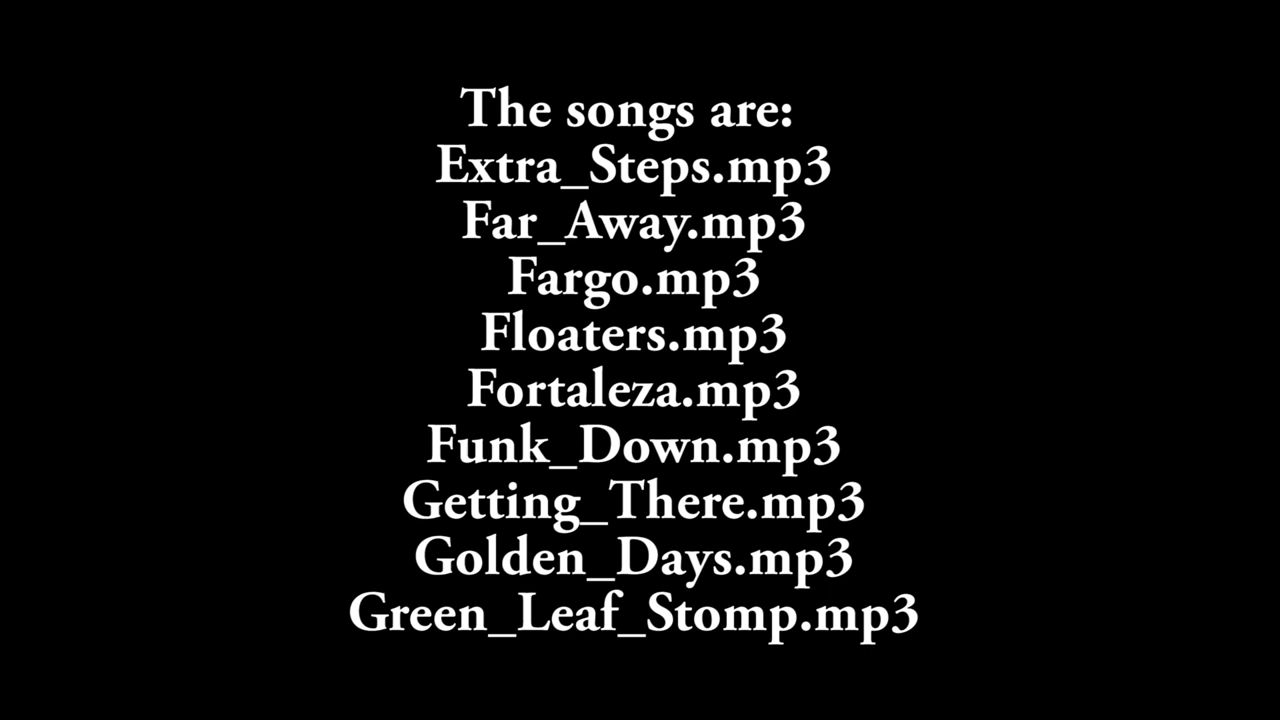 The songs are:
Extra_Steps.mp3
Far_Away.mp3
Fargo.mp3
Floaters.mp3
Fortaleza.mp3
Funk_Down.mp3
Getting_There.mp3
Golden_Days.mp3
Green_Leaf_Stomp.mp3